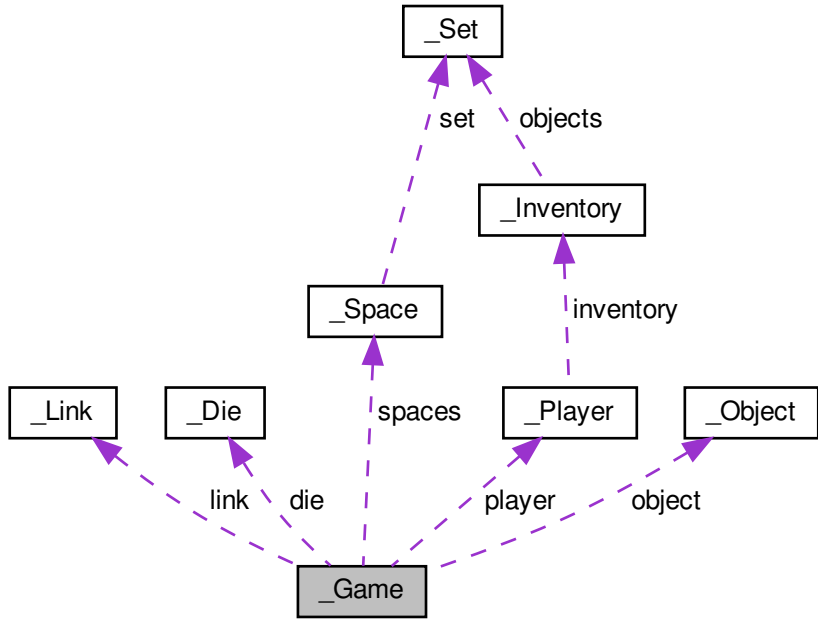 _Set
set
objects
_Inventory
_Space
inventory
_Link
_Die
spaces
_Player
_Object
link
die
player
object
_Game